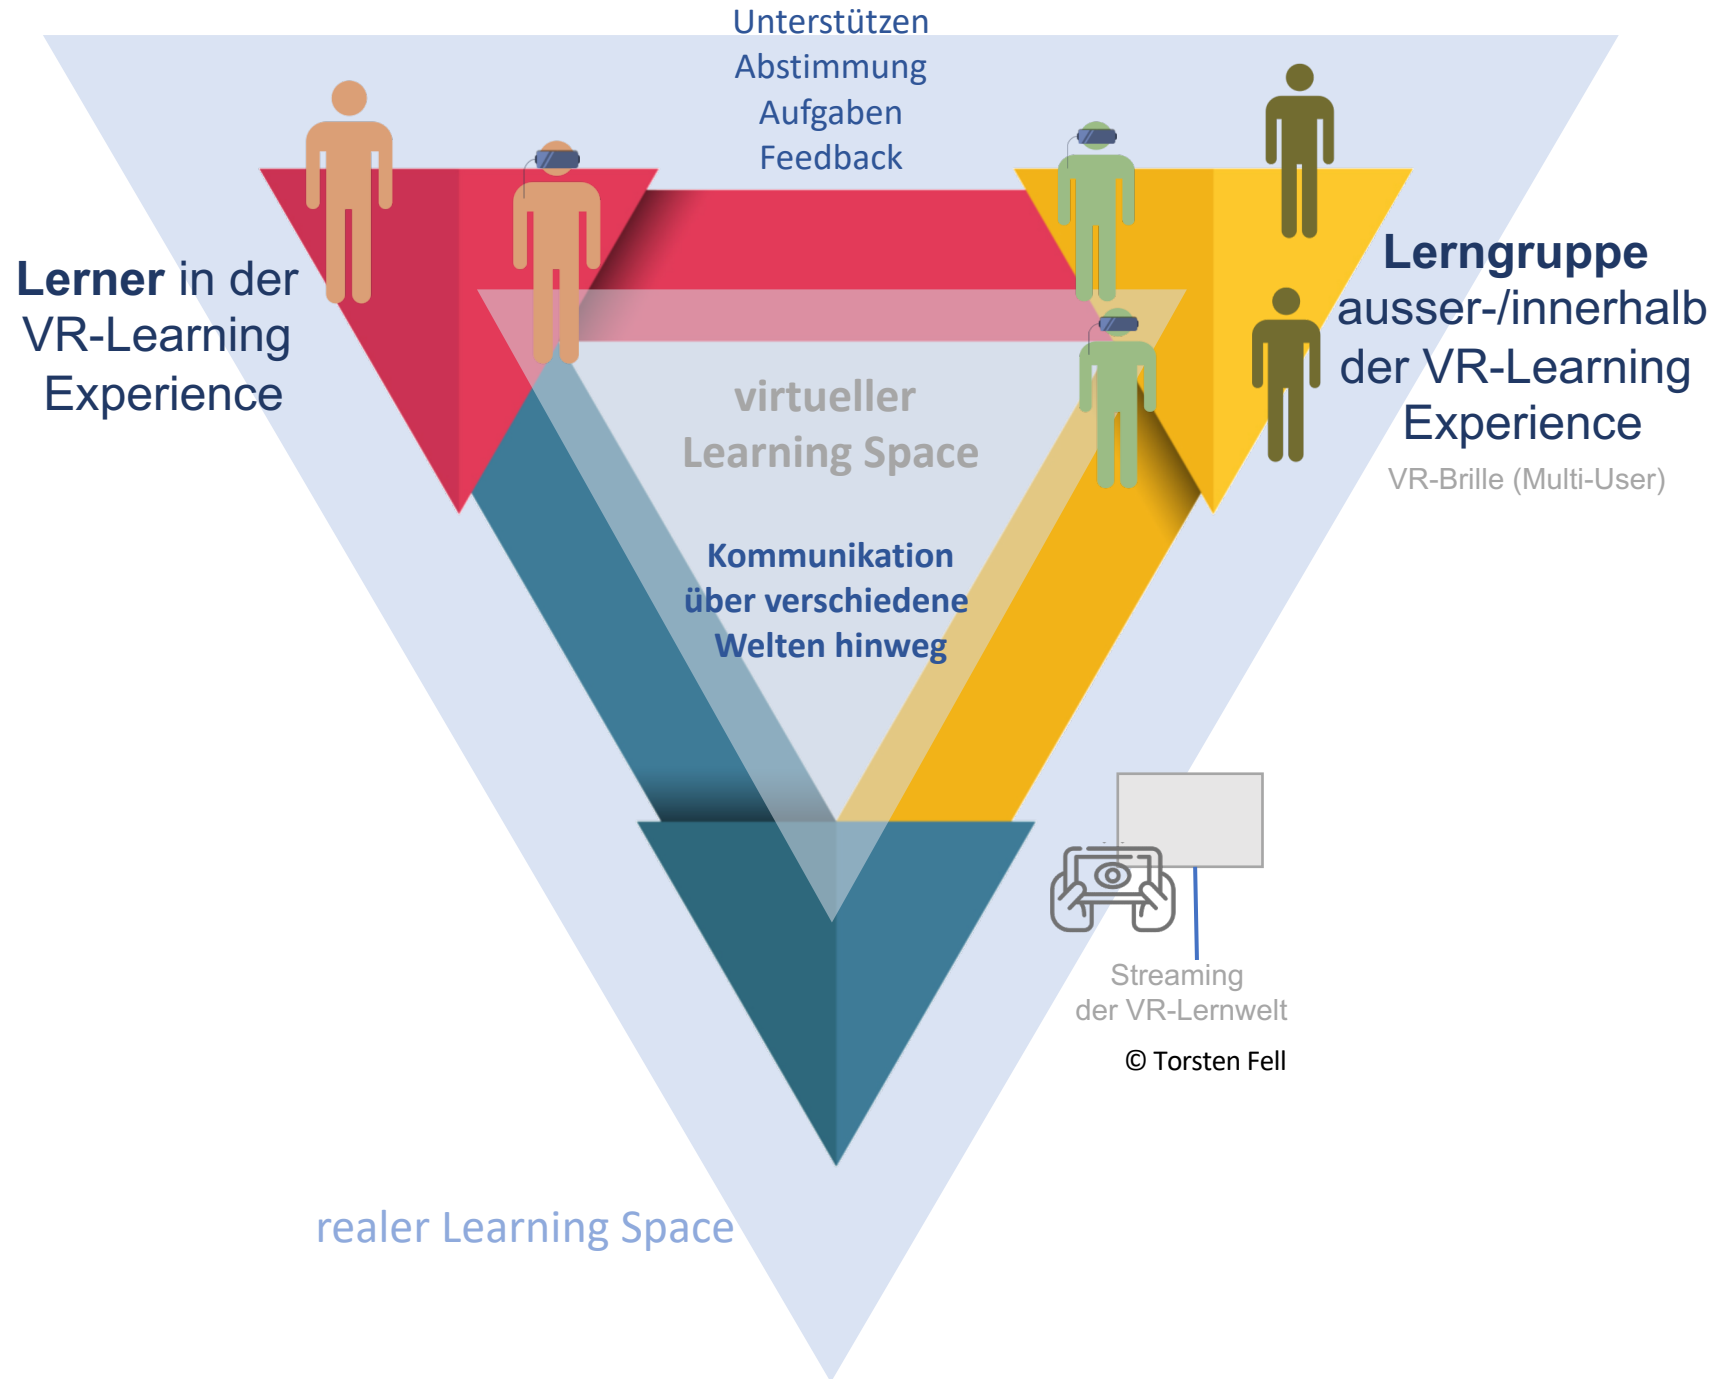 Unterstützen
Abstimmung
Aufgaben
Feedback
Lerner in der
VR-Learning
Experience
Lerngruppe
ausser-/innerhalb
der VR-Learning
Experience
VR-Brille (Multi-User)
virtueller
Learning Space
Kommunikation
über verschiedene
Welten hinweg
Streaming
der VR-Lernwelt
© Torsten Fell
realer Learning Space